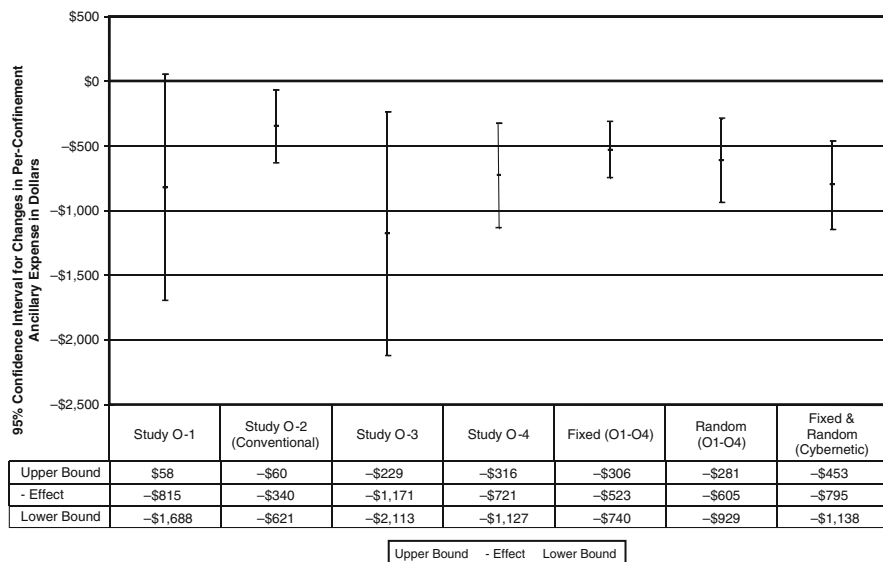 95% Confidence Interval for Changes in Per-Confinement
Ancillary Expense in Dollars
$500
$0
–$500
–$1,000
–$1,500
–$2,000
–$2,500
Study O-1 Study O-2 (Conventional) Study O-3 Study O-4 Fixed (O1-O4) Random (O1-O4) Fixed & Random (Cybernetic)
Upper Bound $58 –$60 –$229 –$316 –$306 –$281 –$453
- Effect –$815 –$340 –$1,171 –$721 –$523 –$605 –$795
Lower Bound –$1,688 –$621 –$2,113 –$1,127 –$740 –$929 –$1,138
Upper Bound - Effect Lower Bound